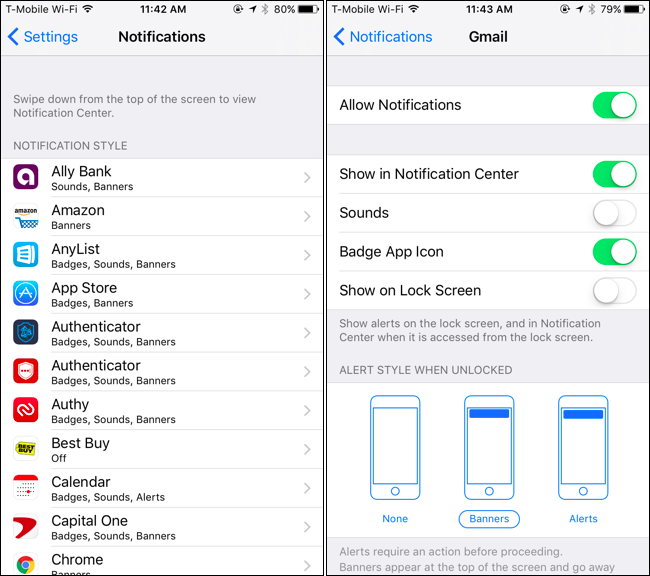 T-Mobile Wi-Fi 11:42 AM 80%
Settings Notifications
Swipe down from the top of the screen to view
Notification Center.
NOTIFICATION STYLE
Ally Bank
Sounds, Banners
amazon
Amazon
Banners
AnyList
Badges, Sounds, Banners
App Store
Badges, Banners
Authenticator
Badges, Sounds, Banners
Authenticator
Badges, Sounds, Banners
Authy
Badges, Sounds, Banners
BEST BUY
Best Buy
Off
Calendar
Badges, Sounds, Alerts
Capital One
Badges, Sounds, Banners
Chrome
Banners
T-Mobile Wi-Fi 11:43 AM 79%
Notifications Gmail
Allow Notifications
Show in Notification Center
Sounds
Badge App Icon
Show on Lock Screen
Show alerts on the lock screen, and in Notification
Center when it is accessed from the lock screen.
ALERT STYLE WHEN UNLOCKED
None Banners Alerts
Alerts require an action before proceeding.
Banners appear at the top of the screen and go away